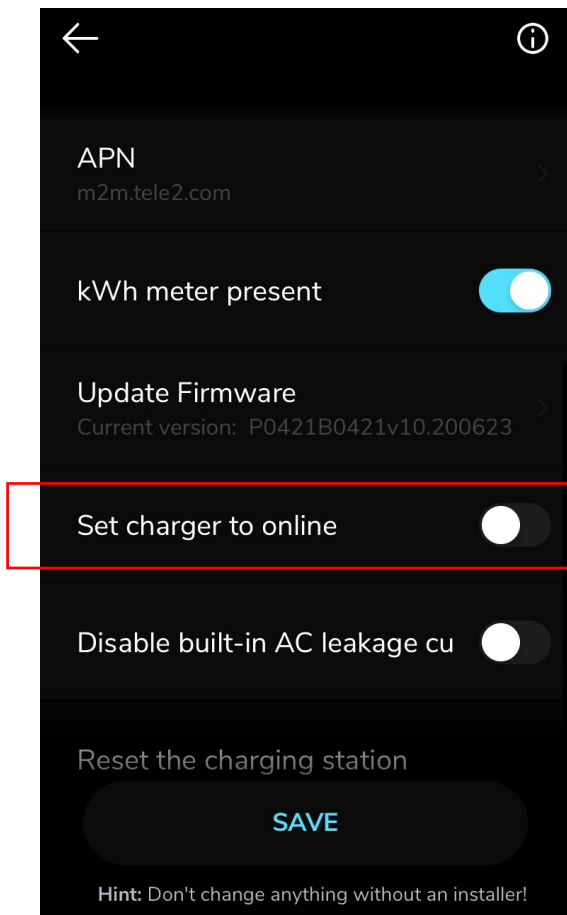 APN
m2m.tele2.com
kWh meter present
Update Firmware
Current version: P0421B0421v10.200623
Set charger to online
Disable built-in AC leakage cu
Reset the charging station
SAVE
Hint: Don't change anything without an installer!